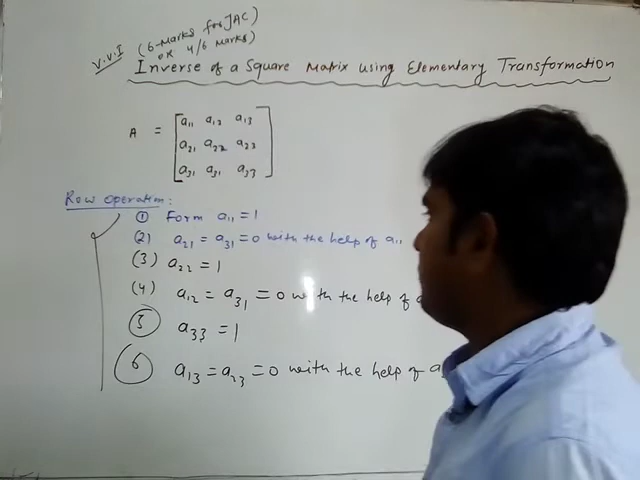 V.V.I (6-Marks for JAC)
or 4/6 Marks)
Inverse of a Square Matrix using Elementary Transformation
A = [a₁₁ a₁₂ a₁₃
a₂₁ a₂₂ a₂₃
a₃₁ a₃₁ a₃₃]
Row operation:
① Form a₁₁ = 1
(2) a₂₁ = a₃₁ = 0 with the help of a₁₁
(3) a₂₂ = 1
(4) a₁₂ = a₃₁ = 0 with the help of a
⑤ a₃₃ = 1
⑥ a₁₃ = a₂₃ = 0 with the help of a